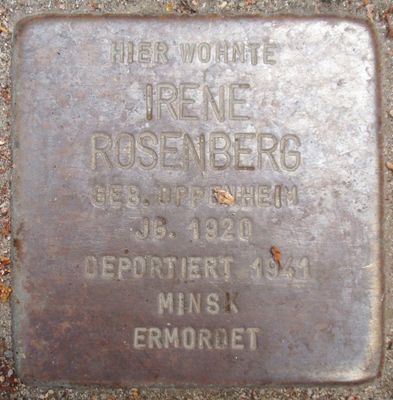 HIER WOHNTE
IRENE
ROSENBERG
GEB. OPPENHEIM
JG. 1920
DEPORTIERT 1941
MINSK
ERMORDET